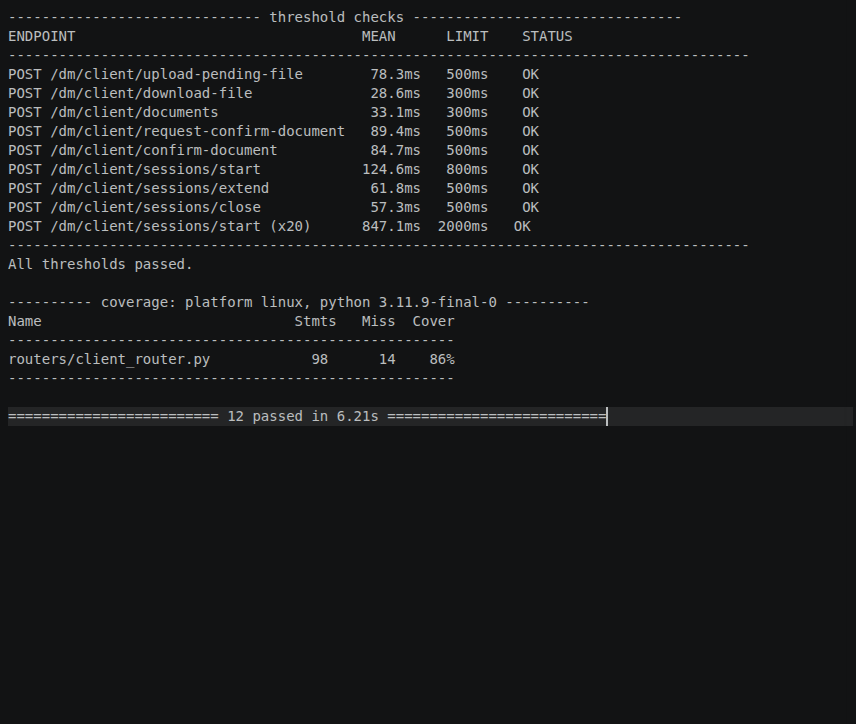 ------------------------------ threshold checks --------------------------------
ENDPOINT                                  MEAN      LIMIT    STATUS
----------------------------------------------------------------------------------------
POST /dm/client/upload-pending-file        78.3ms   500ms    OK
POST /dm/client/download-file              28.6ms   300ms    OK
POST /dm/client/documents                  33.1ms   300ms    OK
POST /dm/client/request-confirm-document   89.4ms   500ms    OK
POST /dm/client/confirm-document           84.7ms   500ms    OK
POST /dm/client/sessions/start            124.6ms   800ms    OK
POST /dm/client/sessions/extend            61.8ms   500ms    OK
POST /dm/client/sessions/close             57.3ms   500ms    OK
POST /dm/client/sessions/start (x20)      847.1ms  2000ms   OK
----------------------------------------------------------------------------------------
All thresholds passed.

---------- coverage: platform linux, python 3.11.9-final-0 ----------
Name                              Stmts   Miss  Cover
-----------------------------------------------------
routers/client_router.py            98      14    86%
-----------------------------------------------------

========================= 12 passed in 6.21s ==========================